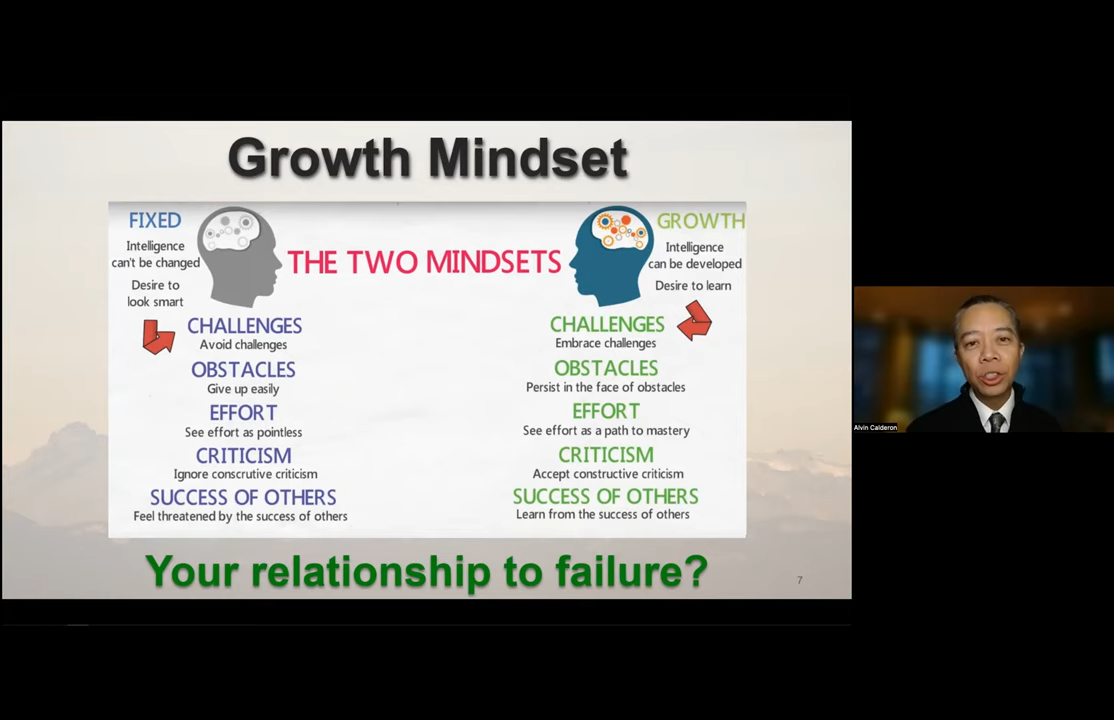 Growth Mindset
FIXED
Intelligence
can't be changed
Desire to
look smart
THE TWO MINDSETS
GROWTH
Intelligence
can be developed
Desire to learn
CHALLENGES
Avoid challenges
OBSTACLES
Give up easily
EFFORT
See effort as pointless
CRITICISM
Ignore conscrutive criticism
SUCCESS OF OTHERS
Feel threatened by the success of others
CHALLENGES
Embrace challenges
OBSTACLES
Persist in the face of obstacles
EFFORT
See effort as a path to mastery
CRITICISM
Accept constructive criticism
SUCCESS OF OTHERS
Learn from the success of others
Your relationship to failure?
7
Alvin Calderon